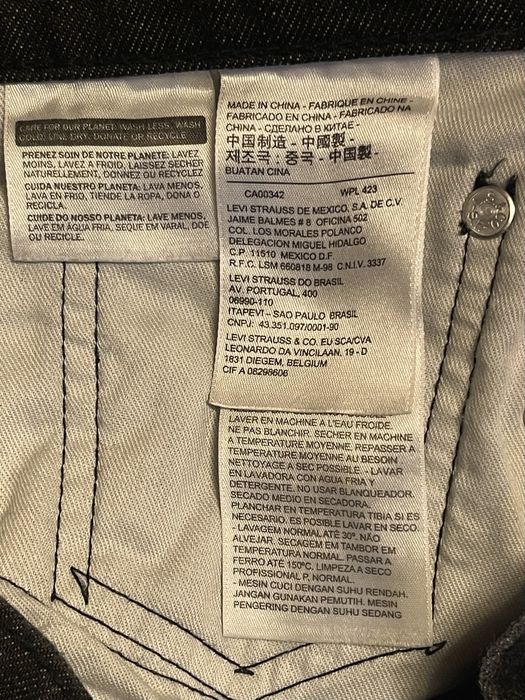 CARE FOR OUR PLANET: WASH LESS, WASH
COLD, LINE DRY, DONATE OR RECYCLE
PRENEZ SOIN DE NOTRE PLANETE: LAVEZ
MOINS, LAVEZ A FROID, LAISSEZ SECHER
NATURELLEMENT, DONNEZ OU RECYCLEZ
CUIDA NUESTRO PLANETA: LAVA MENOS,
LAVA EN FRIO, TIENDE LA ROPA, DONA O
RECICLA.
CUIDE DO NOSSO PLANETA: LAVE MENOS,
LAVE EM ÁGUA FRIA, SEQUE EM VARAL, DOE
OU RECICLE.
MADE IN CHINA - FABRIQUE EN CHINE -
FABRICADO EN CHINA - FABRICADO NA
CHINA - СДЕЛАНО В КИТАЕ -
中国制造 - 中國製 -
제조국 : 중국 - 中国製 -
BUATAN CINA
CA00342 WPL 423
LEVI STRAUSS DE MEXICO, S.A. DE C.V.
JAIME BALMES # 8 OFICINA 502
COL. LOS MORALES POLANCO
DELEGACION MIGUEL HIDALGO
C.P. 11510 MEXICO D.F.
R.F.C. LSM 660818 M-98 C.N.I.V. 3337
LEVI STRAUSS DO BRASIL
AV. PORTUGAL, 400
06990-110
ITAPEVI – SAO PAULO BRASIL
CNPJ: 43.351.097/0001-90
LEVI STRAUSS & CO. EU SCA/CVA
LEONARDO DA VINCILAAN, 19 - D
1831 DIEGEM, BELGIUM
CIF A 08298606
LAVER EN MACHINE A L'EAU FROIDE.
NE PAS BLANCHIR. SECHER EN MACHINE
A TEMPERATURE MOYENNE. REPASSER A
TEMPERATURE MOYENNE AU BESOIN
NETTOYAGE A SEC POSSIBLE. - LAVAR
EN LAVADORA CON AGUA FRIA Y
DETERGENTE. NO USAR BLANQUEADOR.
SECADO MEDIO EN SECADORA.
PLANCHAR EN TEMPERATURA TIBIA SI ES
NECESARIO. ES POSIBLE LAVAR EN SECO.
- LAVAGEM NORMAL ATÉ 30º. NÃO
ALVEJAR. SECAGEM EM TAMBOR EM
TEMPERATURA NORMAL. PASSAR A
FERRO ATÉ 150ºC. LIMPEZA A SECO
PROFISSIONAL P, NORMAL.
- MESIN CUCI DENGAN SUHU RENDAH.
JANGAN GUNAKAN PEMUTIH. MESIN
PENGERING DENGAN SUHU SEDANG